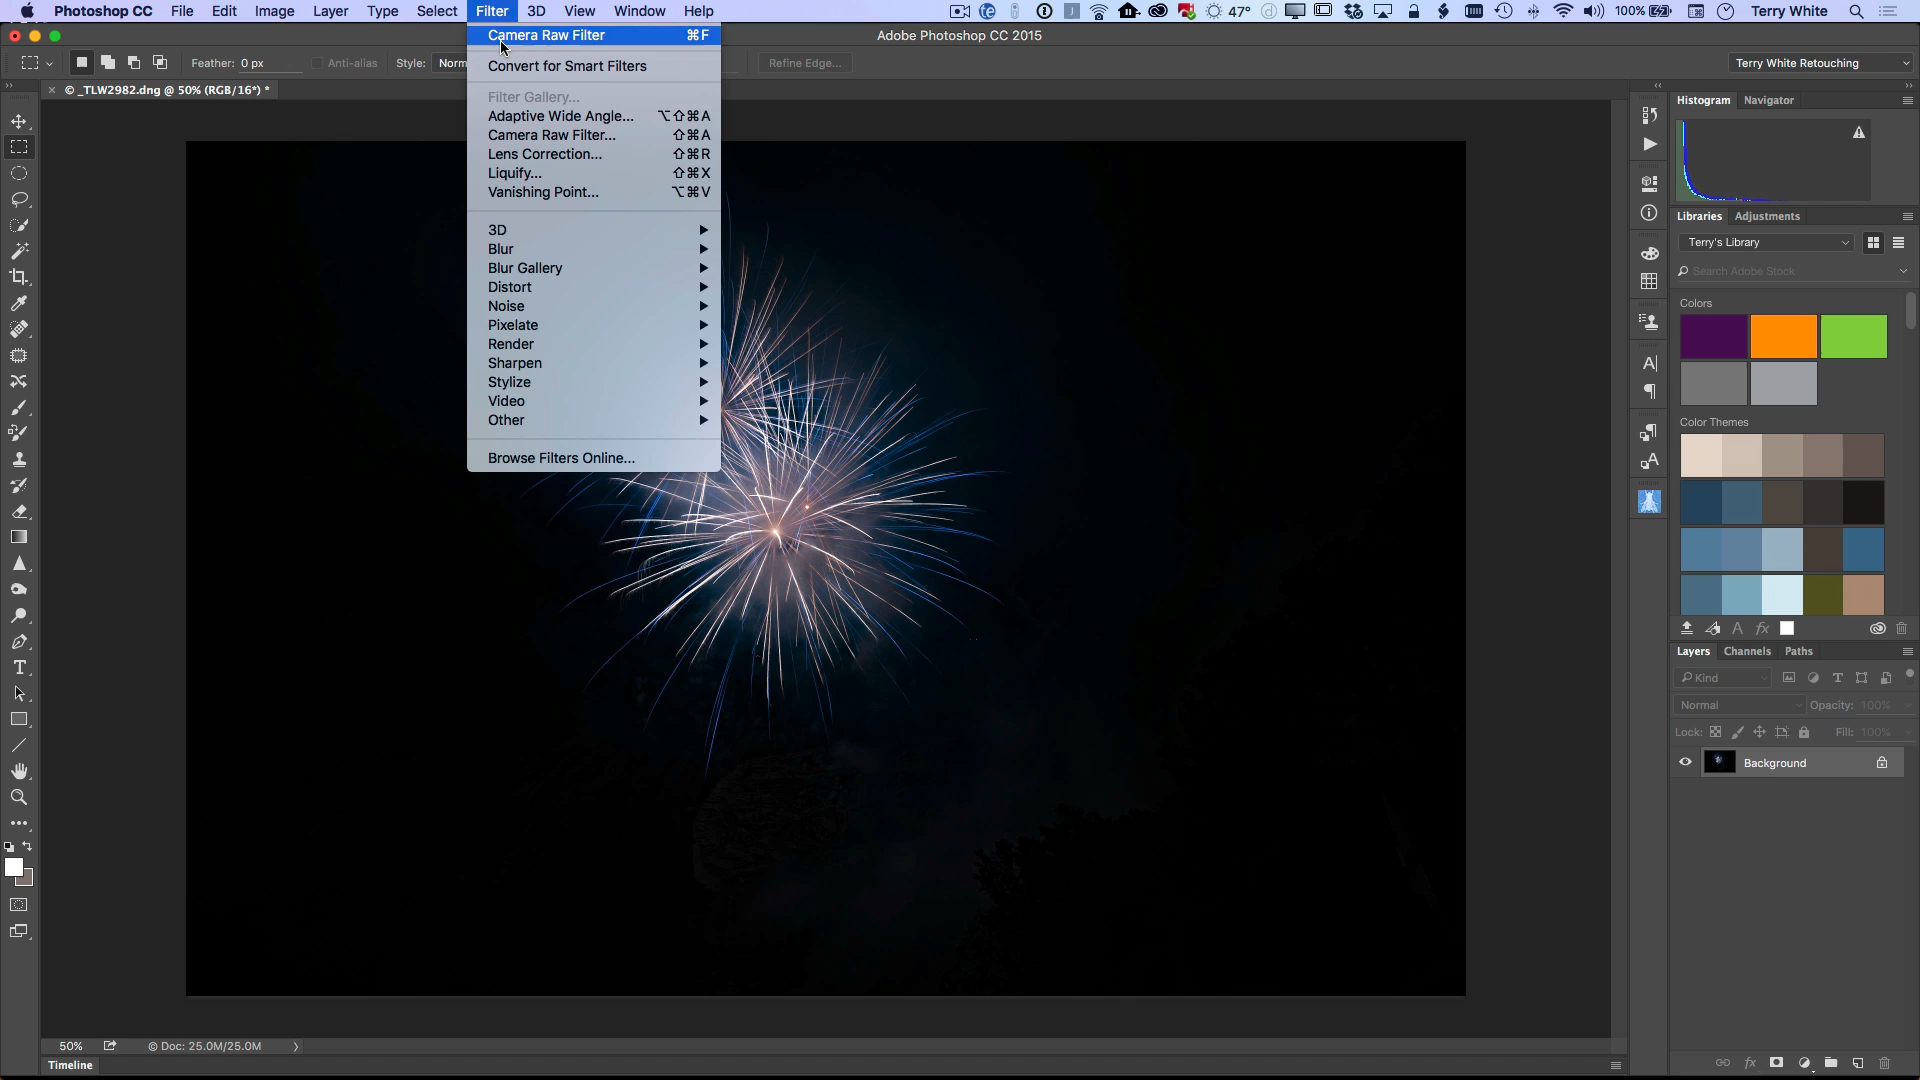 Photoshop CC File Edit Image Layer Type Select Filter 3D View Window Help 47° 100% Terry White
Adobe Photoshop CC 2015
Feather: 0 px Anti-alias Style: Norm Refine Edge... Terry White Retouching
© _TLW2982.dng @ 50% (RGB/16*) *
Camera Raw Filter ⌘F
Convert for Smart Filters
Filter Gallery...
Adaptive Wide Angle... ⌥⇧⌘A
Camera Raw Filter... ⇧⌘A
Lens Correction... ⇧⌘R
Liquify... ⇧⌘X
Vanishing Point... ⌥⌘V
3D
Blur
Blur Gallery
Distort
Noise
Pixelate
Render
Sharpen
Stylize
Video
Other
Browse Filters Online...
Histogram Navigator
Libraries Adjustments
Terry's Library
Search Adobe Stock
Colors
Color Themes
Layers Channels Paths
Kind
Normal Opacity: 100%
Lock: Fill: 100%
Background
50% © Doc: 25.0M/25.0M
Timeline